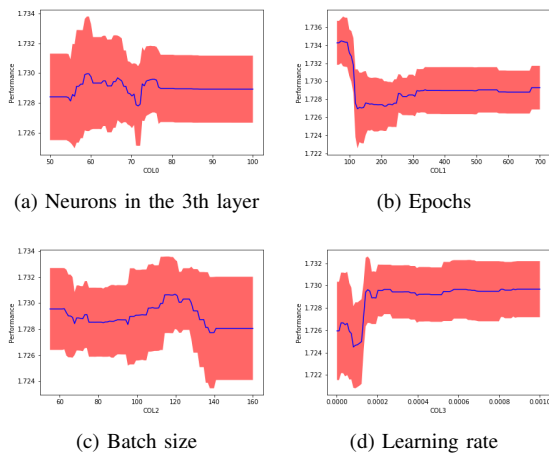 1.734
1.732
1.730
1.728
1.726
Performance
50 60 70 80 90 100
COL0
(a) Neurons in the 3th layer
1.736
1.734
1.732
1.730
1.728
1.726
1.724
1.722
Performance
100 200 300 400 500 600 700
COL1
(b) Epochs
1.734
1.732
1.730
1.728
1.726
1.724
Performance
60 80 100 120 140 160
COL2
(c) Batch size
1.732
1.730
1.728
1.726
1.724
1.722
Performance
0.0000 0.0002 0.0004 0.0006 0.0008 0.0010
COL3
(d) Learning rate